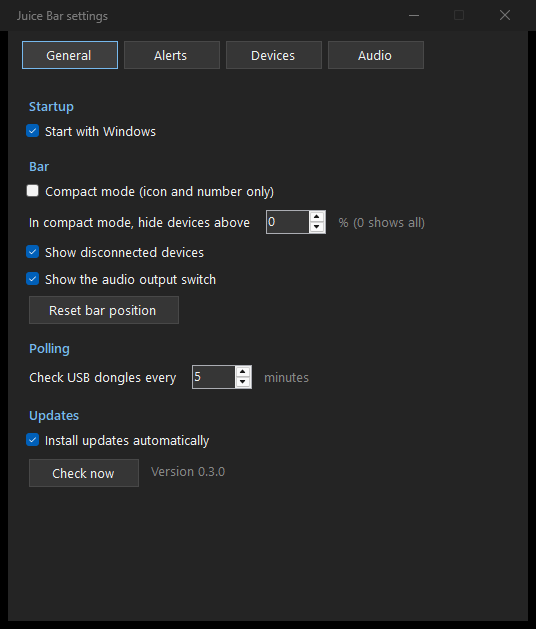 Juice Bar settings
General Alerts Devices Audio
Startup
Start with Windows
Bar
Compact mode (icon and number only)
In compact mode, hide devices above 0 % (0 shows all)
Show disconnected devices
Show the audio output switch
Reset bar position
Polling
Check USB dongles every 5 minutes
Updates
Install updates automatically
Check now Version 0.3.0